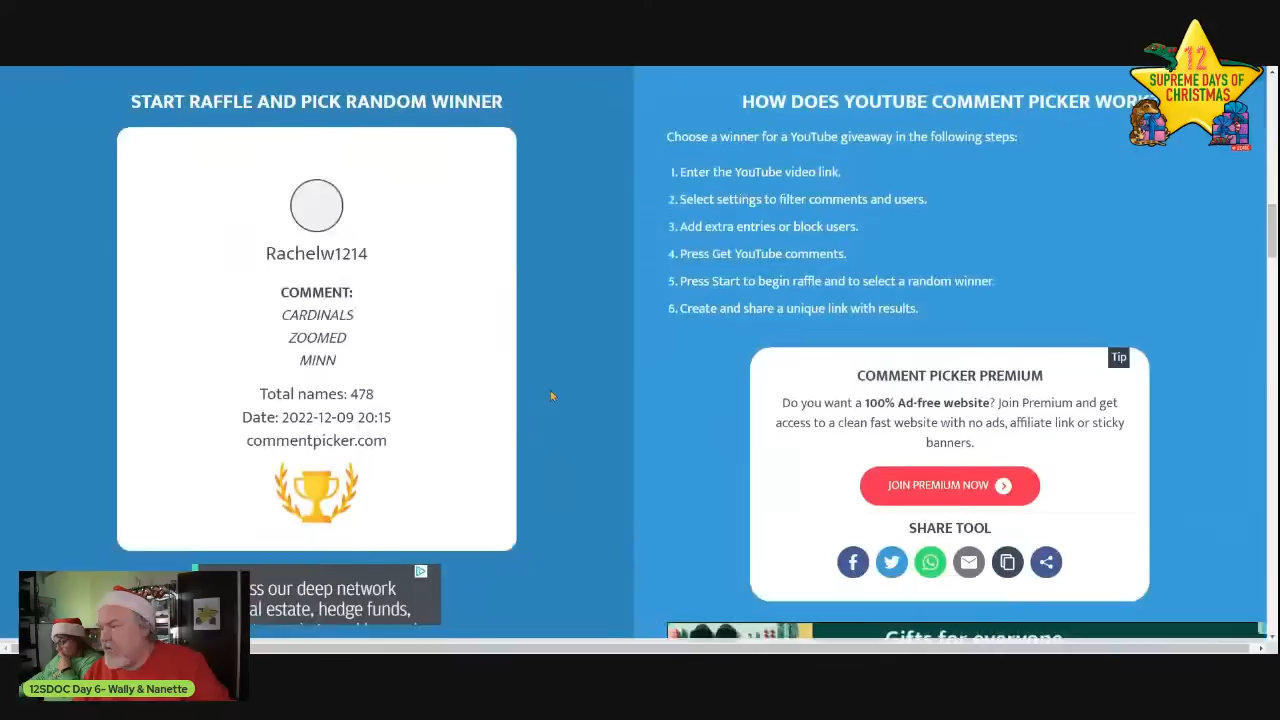 START RAFFLE AND PICK RANDOM WINNER
Rachelw1214
COMMENT:
CARDINALS
ZOOMED
MINN
Total names: 478
Date: 2022-12-09 20:15
commentpicker.com
ss our deep network
al estate, hedge funds,
12SDOC Day 6- Wally & Nanette
12
SUPREME DAYS OF
CHRISTMAS
HOW DOES YOUTUBE COMMENT PICKER WORK
Choose a winner for a YouTube giveaway in the following steps:
1. Enter the YouTube video link.
2. Select settings to filter comments and users.
3. Add extra entries or block users.
4. Press Get YouTube comments.
5. Press Start to begin raffle and to select a random winner.
6. Create and share a unique link with results.
Tip
COMMENT PICKER PREMIUM
Do you want a 100% Ad-free website? Join Premium and get
access to a clean fast website with no ads, affiliate link or sticky
banners.
JOIN PREMIUM NOW
SHARE TOOL
Gifts for everyone